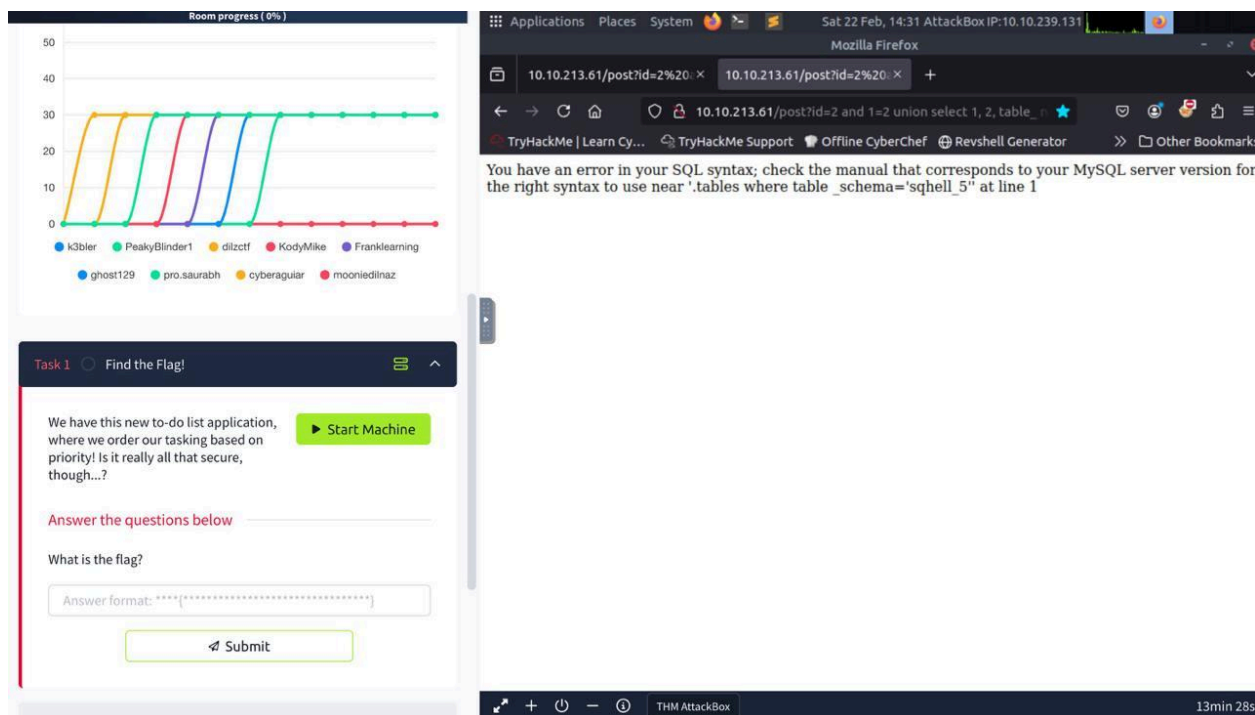 Room progress ( 0% )
50
40
30
20
10
0
k3bler PeakyBlinder1 dilzctf KodyMike Franklearning
ghost129 pro.saurabh cyberaguiar mooniedilnaz
Task 1 Find the Flag!
We have this new to-do list application,
where we order our tasking based on
priority! Is it really all that secure,
though...?
Start Machine
Answer the questions below
What is the flag?
Answer format: ****{********************************}
Submit
Applications Places System Sat 22 Feb, 14:31 AttackBox IP:10.10.239.131
Mozilla Firefox
10.10.213.61/post?id=2%20 10.10.213.61/post?id=2%20
10.10.213.61/post?id=2 and 1=2 union select 1, 2, table_
TryHackMe | Learn Cy... TryHackMe Support Offline CyberChef Revshell Generator Other Bookmarks
You have an error in your SQL syntax; check the manual that corresponds to your MySQL server version for
the right syntax to use near '.tables where table _schema='sqhell_5'' at line 1
THM AttackBox 13min 28s